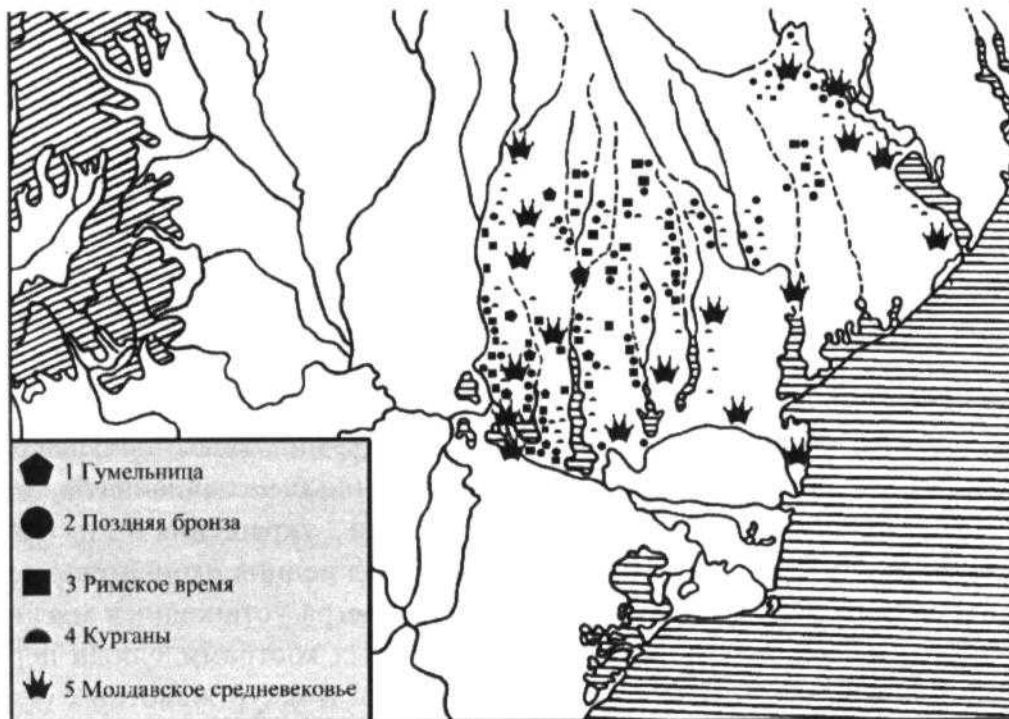 1 Гумельница
2 Поздняя бронза
3 Римское время
4 Курганы
5 Молдавское средневековье